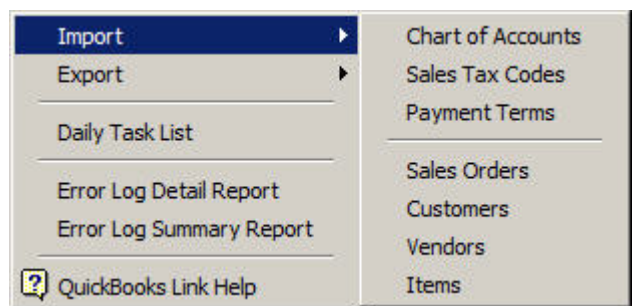 Import
Export
Daily Task List
Error Log Detail Report
Error Log Summary Report
QuickBooks Link Help
Chart of Accounts
Sales Tax Codes
Payment Terms
Sales Orders
Customers
Vendors
Items